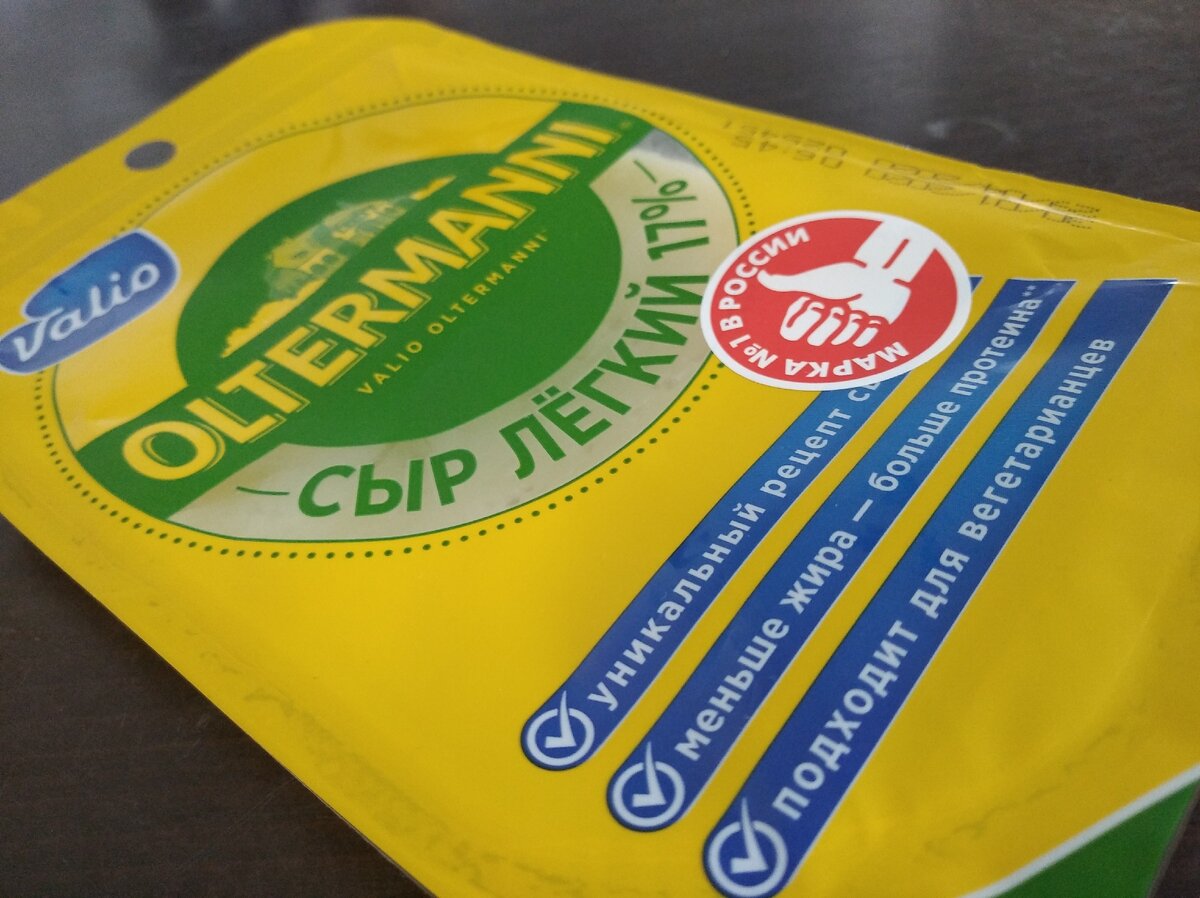 Valio
OLTERMANNI
VALIO OLTERMANNI
СЫР ЛЁГКИЙ 17%
МАРКА №1 В РОССИИ
уникальный рецепт
меньше жира — больше протеина**
подходит для вегетарианцев